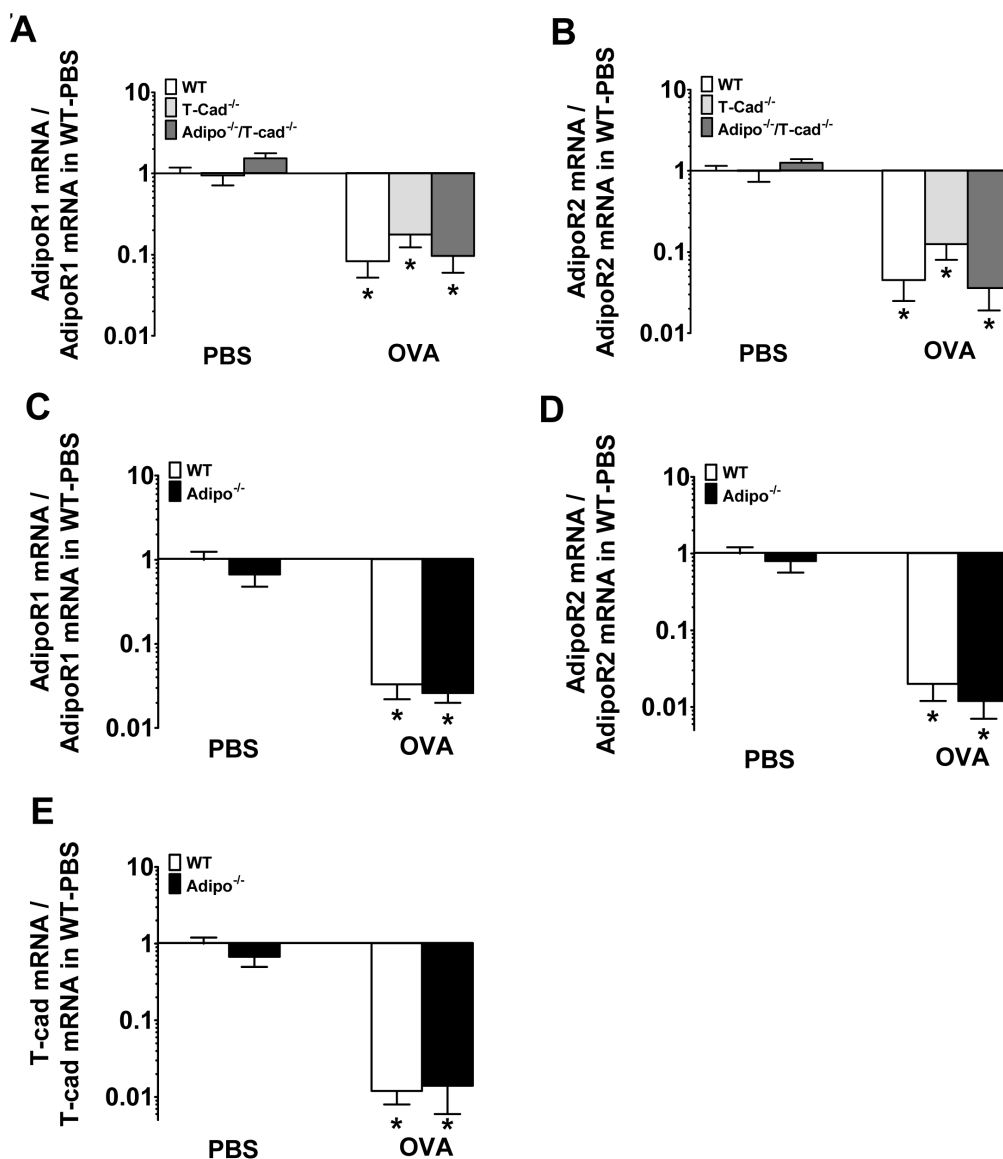 'A
AdipoR1 mRNA /
AdipoR1 mRNA in WT-PBS
10
1
0.1
0.01
WT
T-Cad-/-
Adipo-/-/T-cad-/-
*
*
*
PBS
OVA
B
AdipoR2 mRNA /
AdipoR2 mRNA in WT-PBS
10
1
0.1
0.01
WT
T-Cad-/-
Adipo-/-/T-cad-/-
*
*
*
PBS
OVA
C
AdipoR1 mRNA /
AdipoR1 mRNA in WT-PBS
10
1
0.1
0.01
WT
Adipo-/-
*
*
PBS
OVA
D
AdipoR2 mRNA /
AdipoR2 mRNA in WT-PBS
10
1
0.1
0.01
WT
Adipo-/-
*
*
PBS
OVA
E
T-cad mRNA /
T-cad mRNA in WT-PBS
10
1
0.1
0.01
WT
Adipo-/-
*
*
PBS
OVA